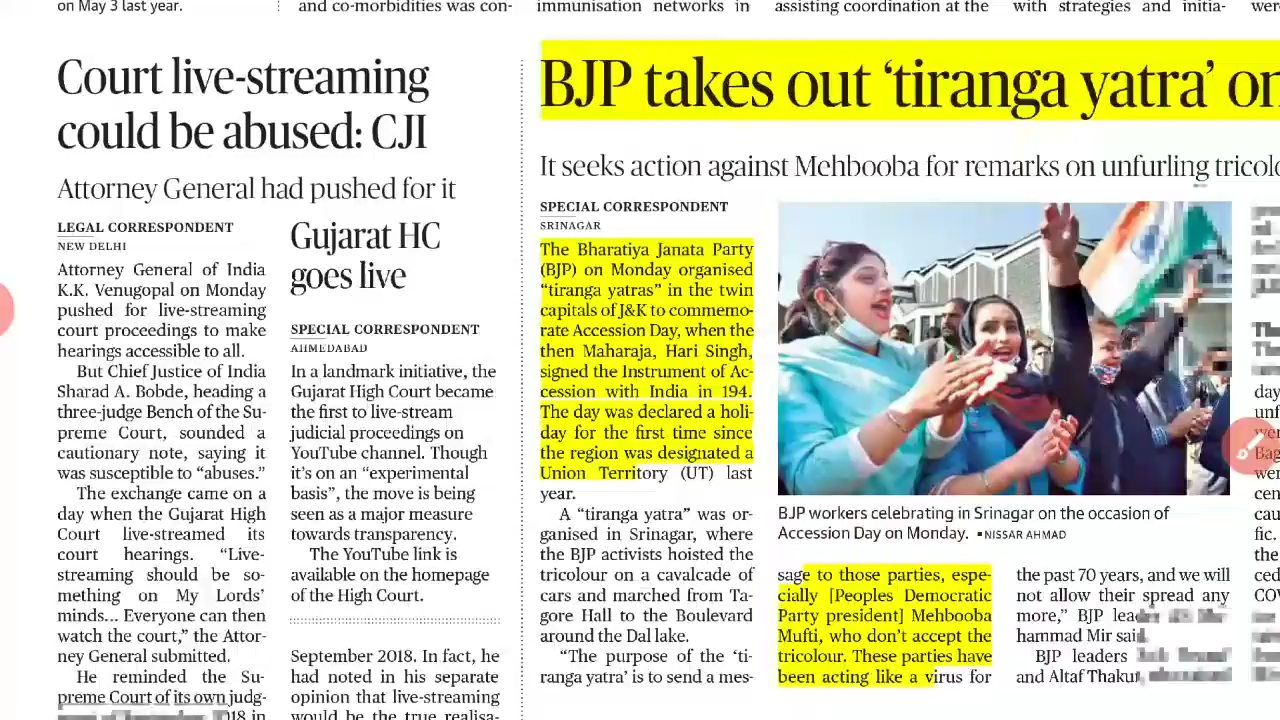 on May 3 last year.
and co-morbidities was con-
immunisation networks in
assisting coordination at the
with strategies and initia-
Court live-streaming
could be abused: CJI
Attorney General had pushed for it
LEGAL CORRESPONDENT
NEW DELHI
Attorney General of India
K.K. Venugopal on Monday
pushed for live-streaming
court proceedings to make
hearings accessible to all.
But Chief Justice of India
Sharad A. Bobde, heading a
three-judge Bench of the Su-
preme Court, sounded a
cautionary note, saying it
was susceptible to “abuses.”
The exchange came on a
day when the Gujarat High
Court live-streamed its
court hearings. “Live-
streaming should be so-
mething on My Lords’
minds... Everyone can then
watch the court,” the Attor-
ney General submitted.
He reminded the Su-
preme Court of its own judg-
Gujarat HC
goes live
SPECIAL CORRESPONDENT
AHMEDABAD
In a landmark initiative, the
Gujarat High Court became
the first to live-stream
judicial proceedings on
YouTube channel. Though
it’s on an “experimental
basis”, the move is being
seen as a major measure
towards transparency.
The YouTube link is
available on the homepage
of the High Court.
September 2018. In fact, he
had noted in his separate
opinion that live-streaming
would be the true realisa-
BJP takes out ‘tiranga yatra’ on
It seeks action against Mehbooba for remarks on unfurling
SPECIAL CORRESPONDENT
SRINAGAR
The Bharatiya Janata Party
(BJP) on Monday organised
“tiranga yatras” in the twin
capitals of J&K to commemo-
rate Accession Day, when the
then Maharaja, Hari Singh,
signed the Instrument of Ac-
cession with India in 194.
The day was declared a holi-
day for the first time since
the region was designated a
Union Territory (UT) last
year.
A “tiranga yatra” was or-
ganised in Srinagar, where
the BJP activists hoisted the
tricolour on a cavalcade of
cars and marched from Ta-
gore Hall to the Boulevard
around the Dal lake.
“The purpose of the ‘ti-
ranga yatra’ is to send a mes-
BJP workers celebrating in Srinagar on the occasion of
Accession Day on Monday. ▪NISSAR AHMAD
sage to those parties, espe-
cially [Peoples Democratic
Party president] Mehbooba
Mufti, who don’t accept the
tricolour. These parties have
been acting like a virus for
the past 70 years, and we will
not allow their spread any
more,” BJP
hammad Mir
BJP leaders
and Altaf